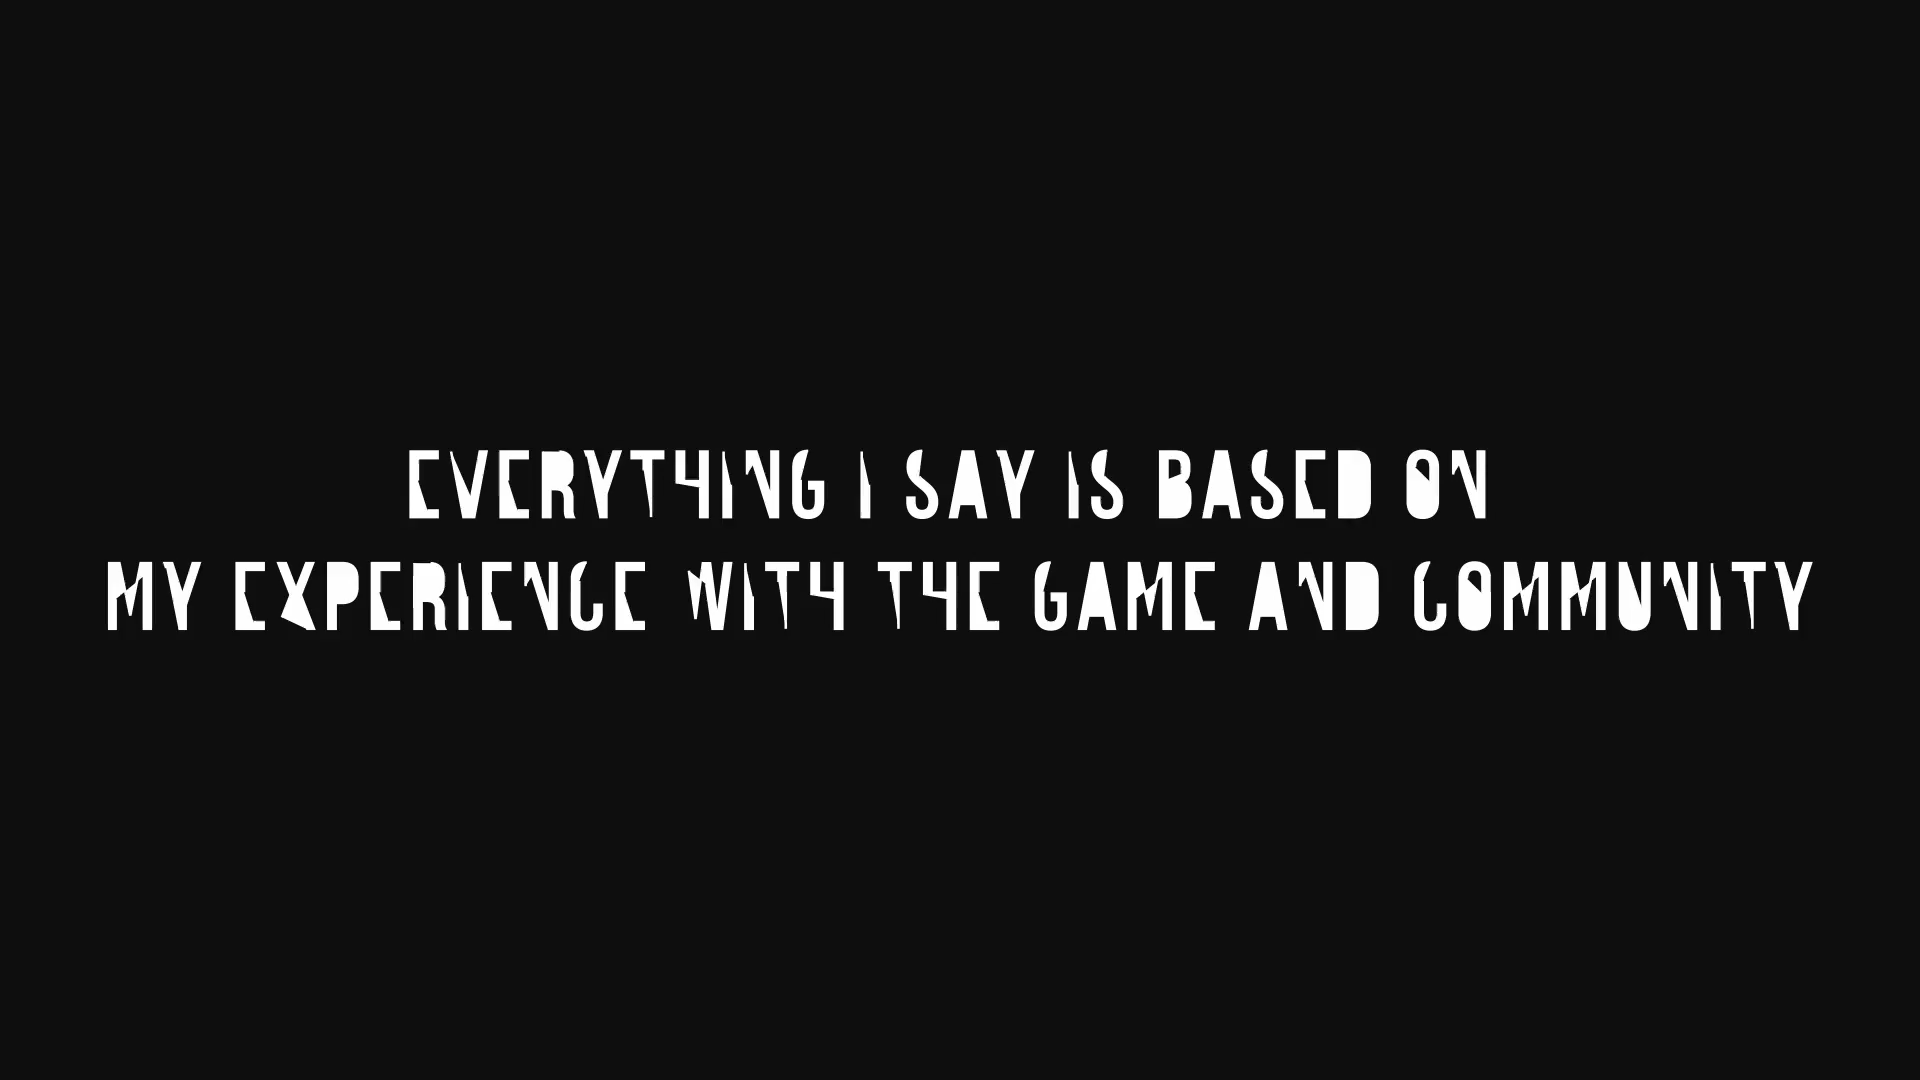 EVERYTHING I SAY IS BASED ON
MY EXPERIENCE WITH THE GAME AND COMMUNITY